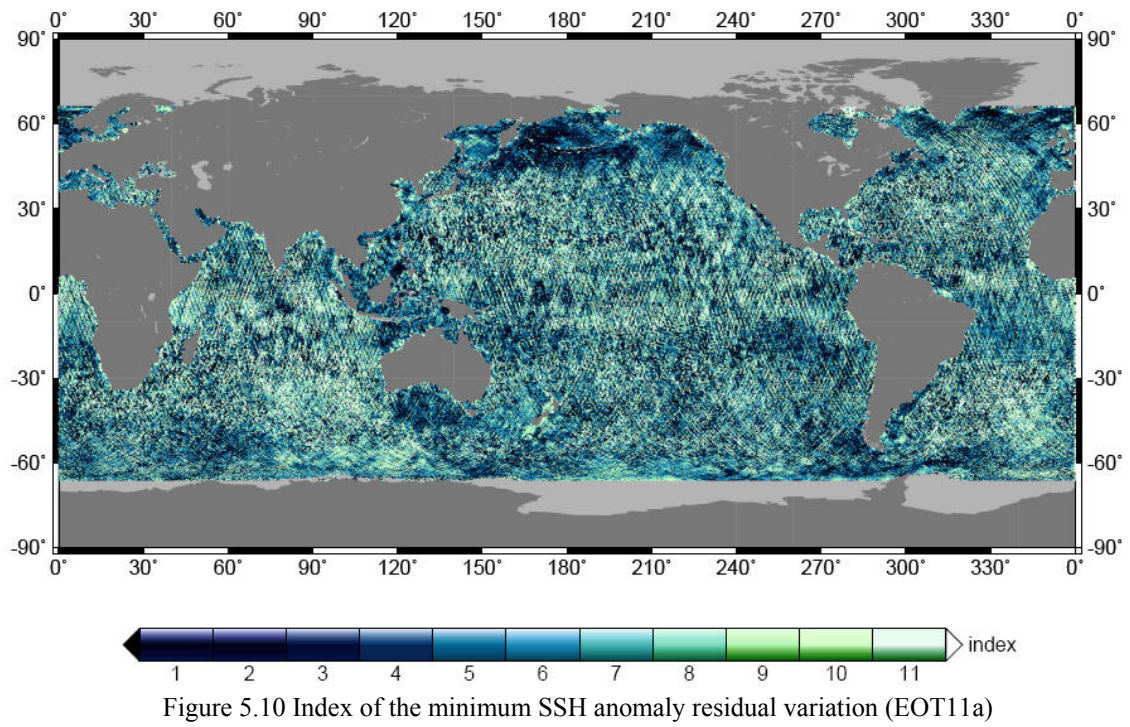 0˚ 30˚ 60˚ 90˚ 120˚ 150˚ 180˚ 210˚ 240˚ 270˚ 300˚ 330˚ 0˚
90˚ 90˚
60˚ 60˚
30˚ 30˚
0˚ 0˚
-30˚ -30˚
-60˚ -60˚
-90˚ -90˚
0˚ 30˚ 60˚ 90˚ 120˚ 150˚ 180˚ 210˚ 240˚ 270˚ 300˚ 330˚ 0˚
index
1 2 3 4 5 6 7 8 9 10 11
Figure 5.10 Index of the minimum SSH anomaly residual variation (EOT11a)